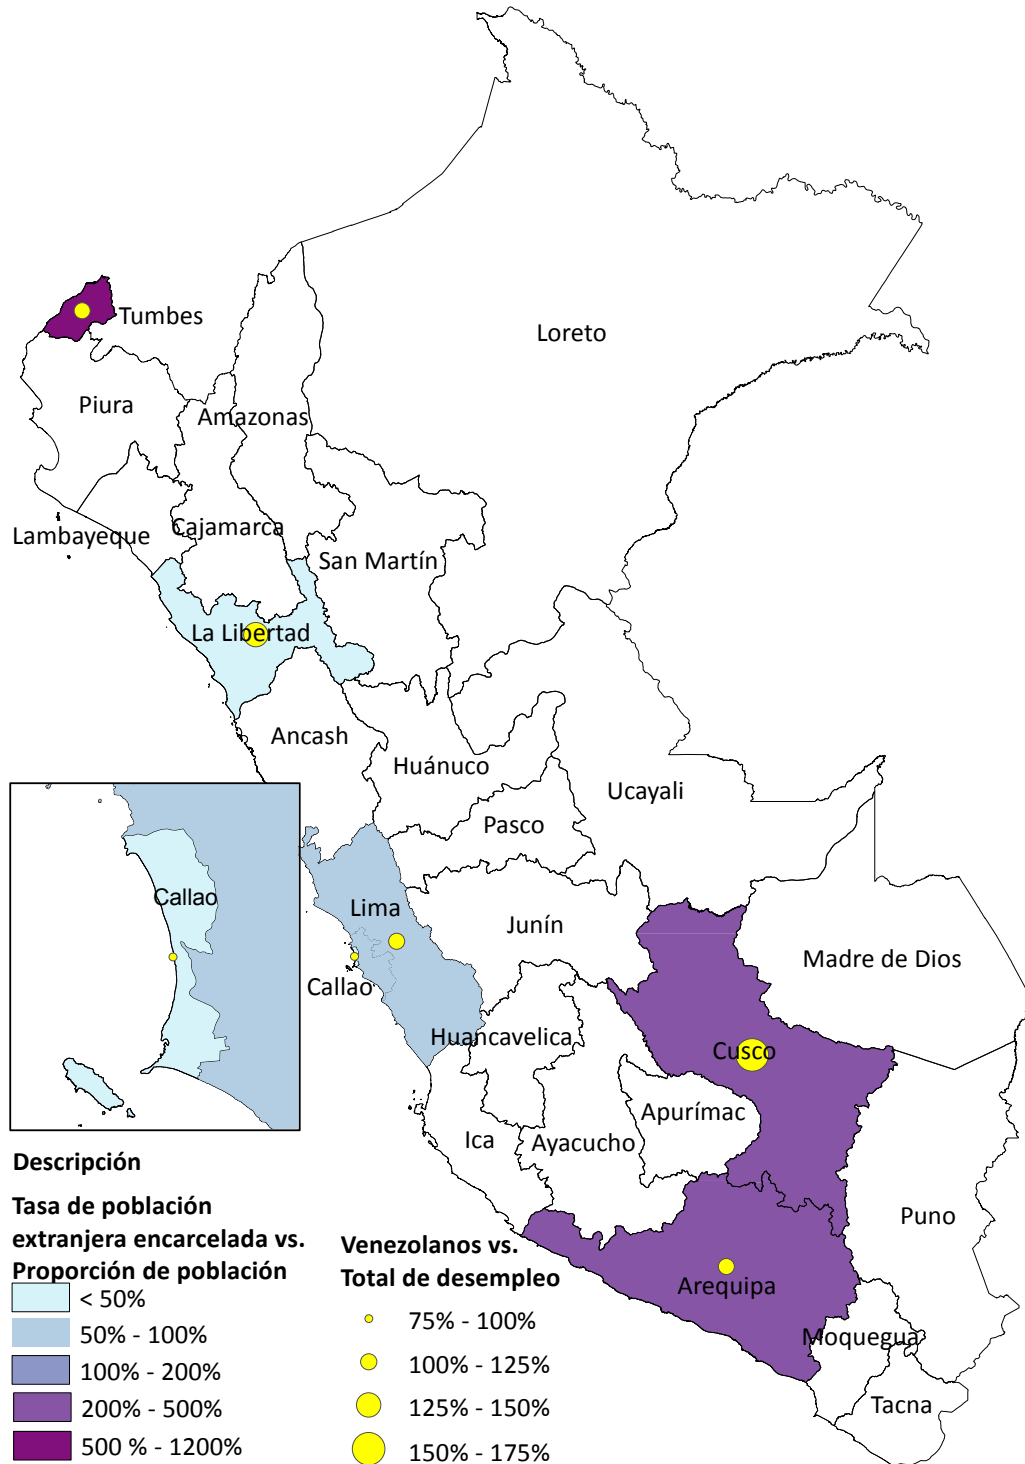 Tumbes
Loreto
Piura
Amazonas
Lambayeque
Cajamarca
San Martín
La Libertad
Ancash
Huánuco
Ucayali
Pasco
Callao
Lima
Junín
Madre de Dios
Callao
Huancavelica
Cusco
Apurímac
Ica
Ayacucho
Puno
Arequipa
Moquegua
Tacna
Descripción
Tasa de población
extranjera encarcelada vs.
Proporción de población
< 50%
50% - 100%
100% - 200%
200% - 500%
500 % - 1200%
Venezolanos vs.
Total de desempleo
75% - 100%
100% - 125%
125% - 150%
150% - 175%